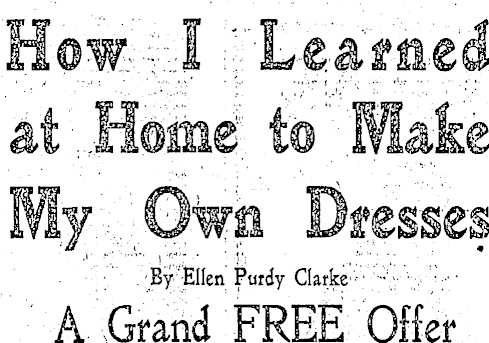 How I Learned
at Home to Make
My Own Dresses
By Ellen Purdy Clarke
A Grand FREE Offer